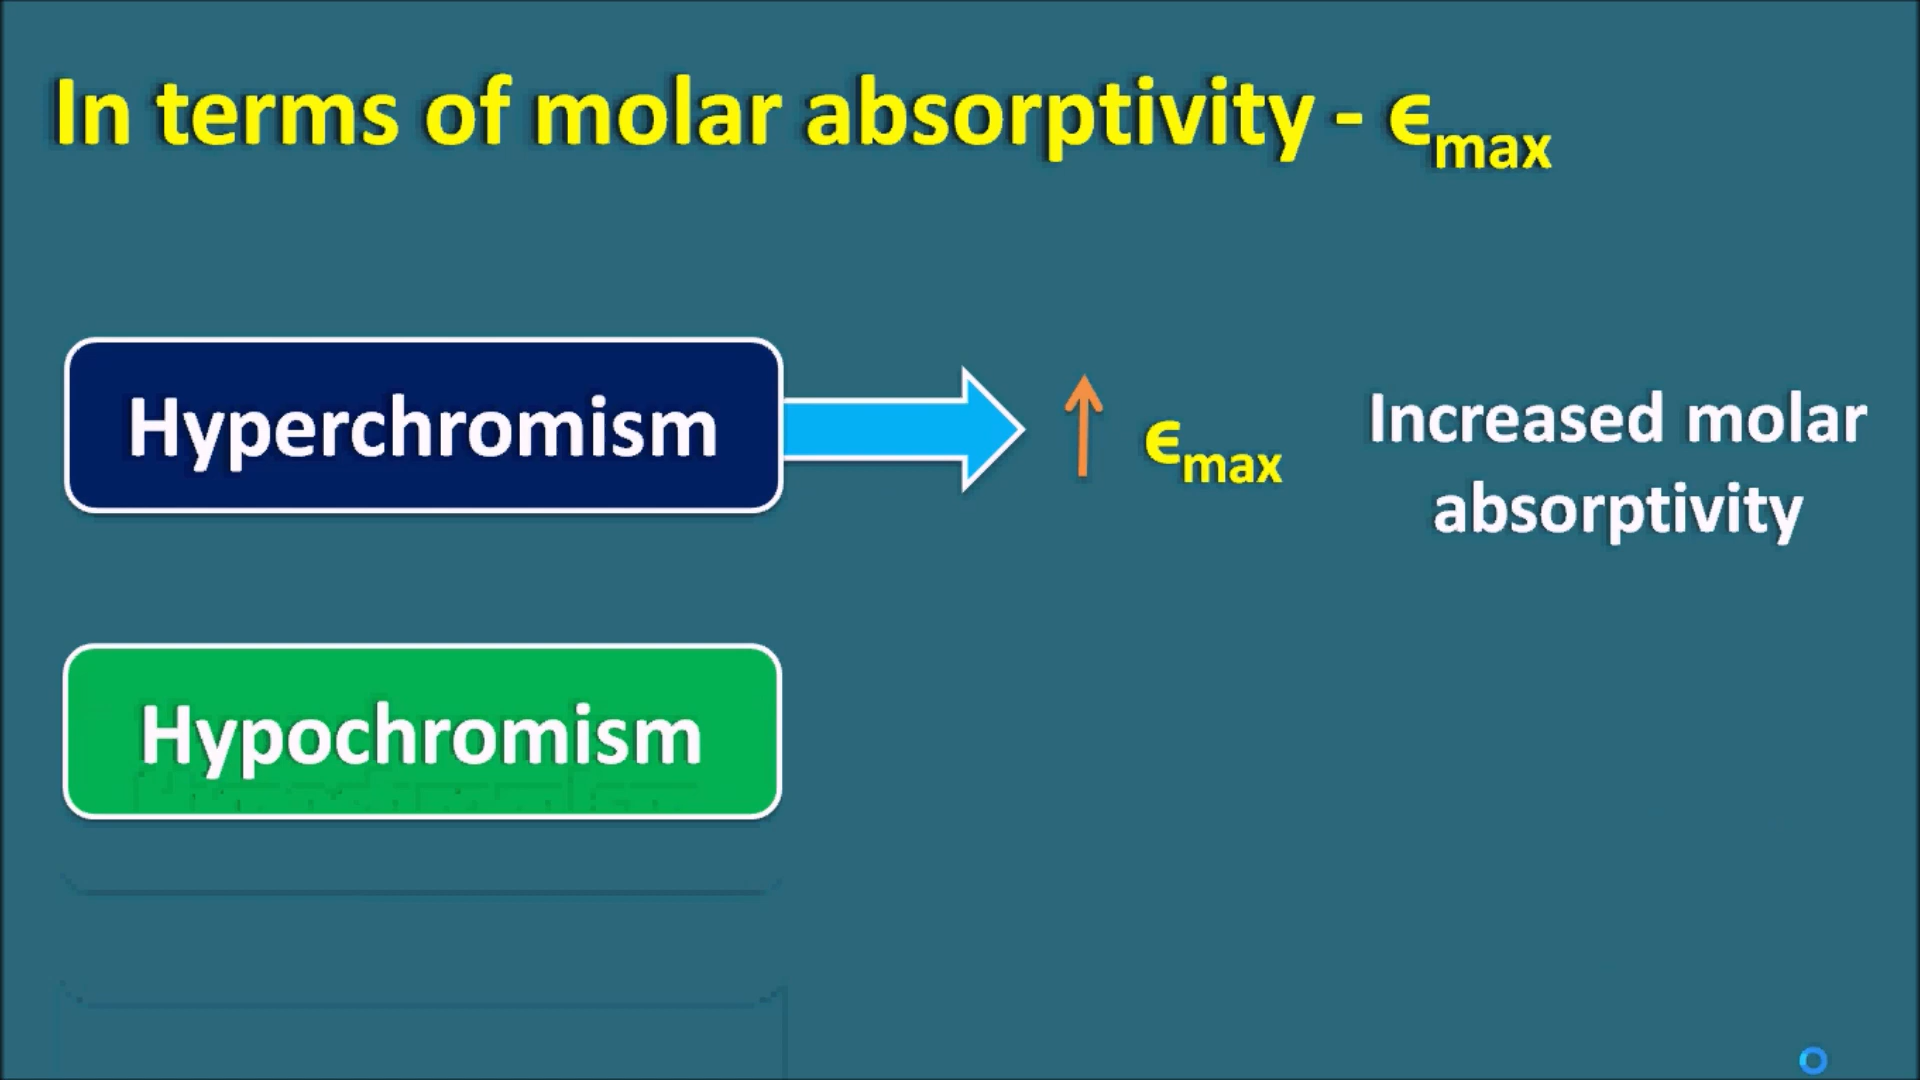 In terms of molar absorptivity - ϵmax
Hyperchromism
ϵmax
Increased molar
absorptivity
Hypochromism